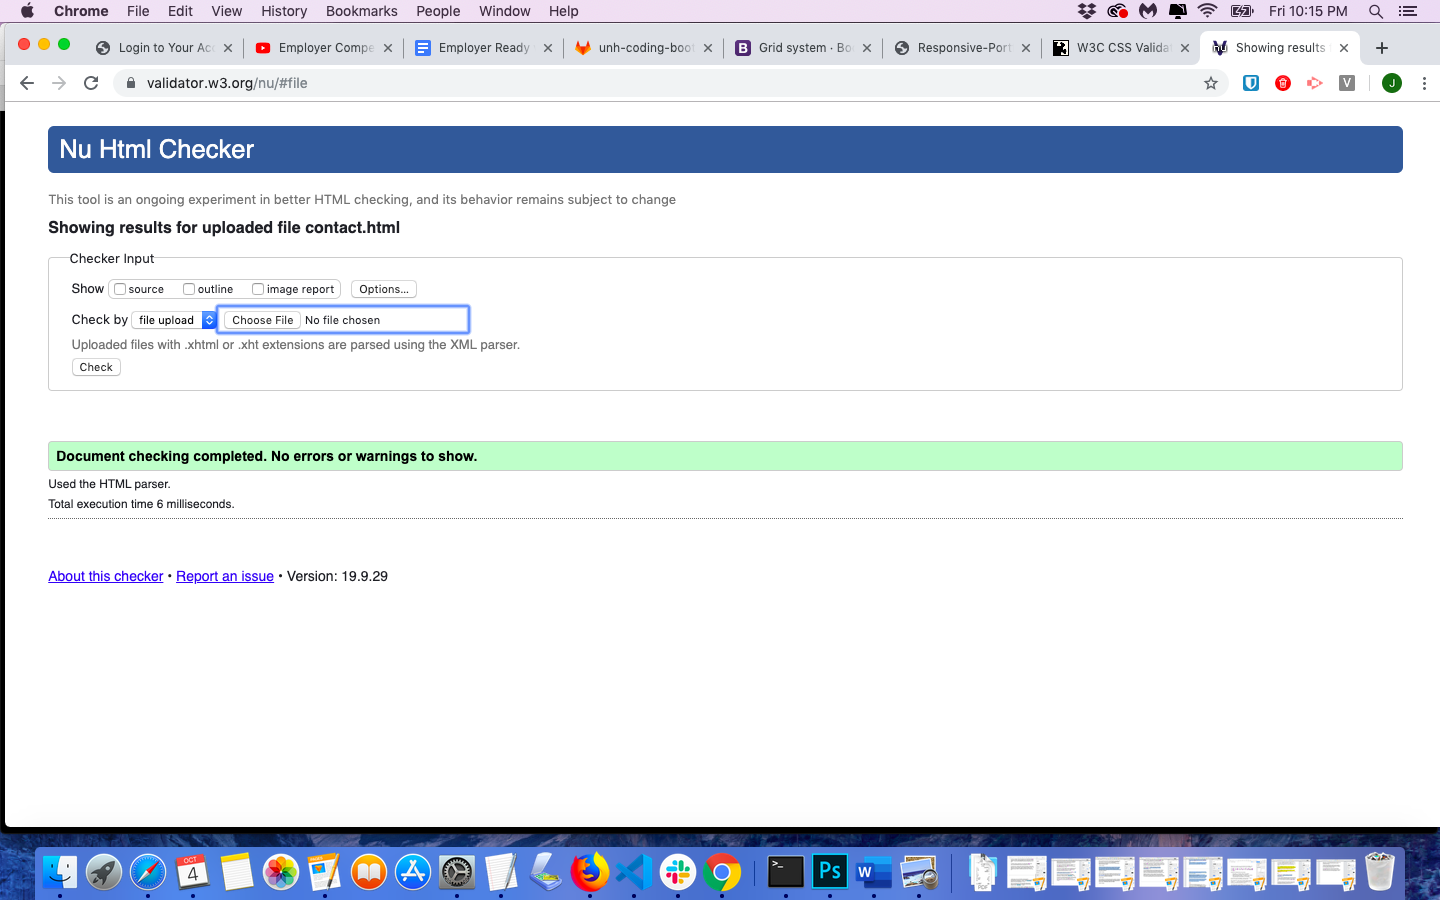 Chrome File Edit View History Bookmarks People Window Help Fri 10:15 PM
Login to Your Acc Employer Compe Employer Ready unh-coding-boot Grid system · Bo Responsive-Port W3C CSS Valida Showing results
validator.w3.org/nu/#file V J
Nu Html Checker
This tool is an ongoing experiment in better HTML checking, and its behavior remains subject to change
Showing results for uploaded file contact.html
Checker Input
Show source outline image report Options...
Check by file upload Choose File No file chosen
Uploaded files with .xhtml or .xht extensions are parsed using the XML parser.
Check
Document checking completed. No errors or warnings to show.
Used the HTML parser.
Total execution time 6 milliseconds.
About this checker • Report an issue • Version: 19.9.29
OCT
4 Ps W